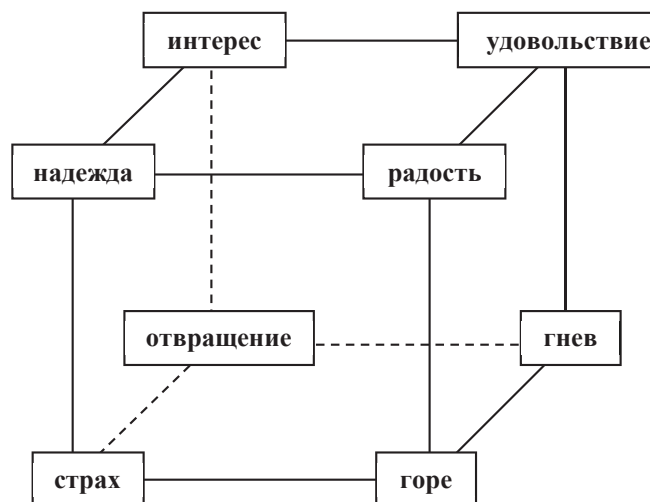 интерес
удовольствие
надежда
радость
отвращение
гнев
страх
горе